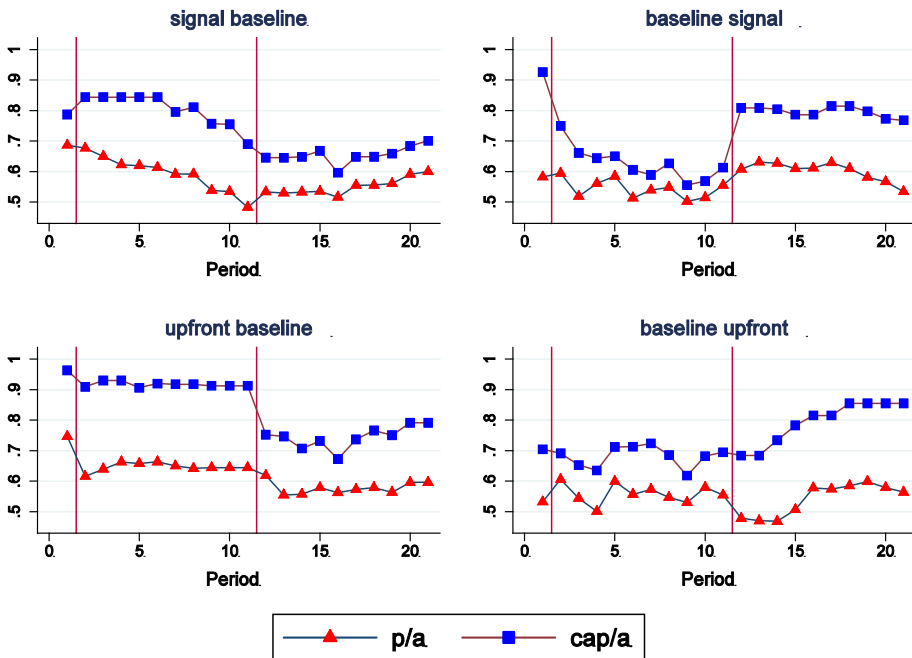 signal baseline
1
.9
.8
.7
.6
.5
0 5 10 15 20
Period
baseline signal
1
.9
.8
.7
.6
.5
0 5 10 15 20
Period
upfront baseline
1
.9
.8
.7
.6
.5
0 5 10 15 20
Period
baseline upfront
1
.9
.8
.7
.6
.5
0 5 10 15 20
Period
p/a cap/a